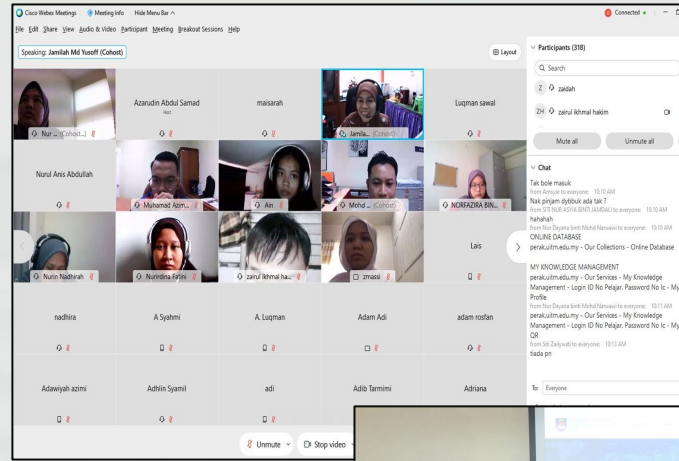 Cisco Webex Meetings Meeting Info Hide Menu Bar
Connected
File Edit Share View Audio & Video Participant Meeting Breakout Sessions Help
Speaking: Jamilah Md Yusoff (Cohost)
Layout
Nur ... (Cohost...)
Azarudin Abdul Samad
Host
maisarah
Jamila... (Cohost)
Luqman sawal
Nurul Anis Abdullah
Muhamad Azim...
Ain
Mohd ... (Cohost)
NORFAZIRA BIN...
Nurin Nadhirah
Nurirdina Fatini
zairul ikhmal ha...
zmassi
Lais
nadhira
A Syahmi
A. Luqman
Adam Adi
adam rosfan
Adawiyah azimi
Adhlin Syamil
adi
Adib Tarmimi
Adriana
Unmute
Stop video
Participants (318)
Search
Z zaidah
ZH zairul ikhmal hakim
Mute all Unmute all
Chat
Tak bole masuk
from Amujar to everyone: 10:10 AM
Nak pinjam dybbuk ada tak ?
from SITI NUR ASYIA BINTI JAMDALI to everyone: 10:10 AM
hahahah
from Nur Dayana binti Mohd Narwawi to everyone: 10:10 AM
ONLINE DATABASE
perak.uitm.edu.my - Our Collections - Online Database
MY KNOWLEDGE MANAGEMENT
perak.uitm.edu.my - Our Services - My Knowledge
Management - Login ID No Pelajar. Password No Ic - My
Profile
from Nur Dayana binti Mohd Narwawi to everyone: 10:11 AM
perak.uitm.edu.my - Our Services - My Knowledge
Management - Login ID No Pelajar. Password No Ic - My
QR
from Siti Zailywati to everyone: 10:13 AM
tiada pn
To: Everyone